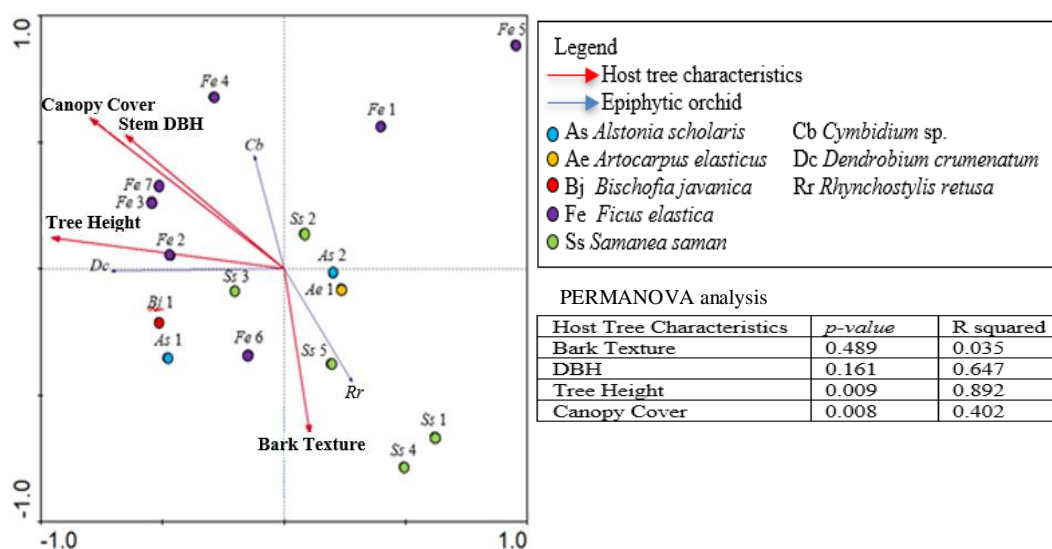 1.0
-1.0
-1.0
1.0
Fe 5
Fe 4
Canopy Cover
Stem DBH
Fe 1
Cb
Fe 7
Fe 3
Tree Height
Ss 2
Fe 2
As 2
Dc
Ss 3
Ae 1
Bj 1
As 1
Fe 6
Ss 5
Rr
Bark Texture
Ss 1
Ss 4
Legend
Host tree characteristics
Epiphytic orchid
As Alstonia scholaris Cb Cymbidium sp.
Ae Artocarpus elasticus Dc Dendrobium crumenatum
Bj Bischofia javanica Rr Rhynchostylis retusa
Fe Ficus elastica
Ss Samanea saman
PERMANOVA analysis
Host Tree Characteristics p-value R squared
Bark Texture 0.489 0.035
DBH 0.161 0.647
Tree Height 0.009 0.892
Canopy Cover 0.008 0.402